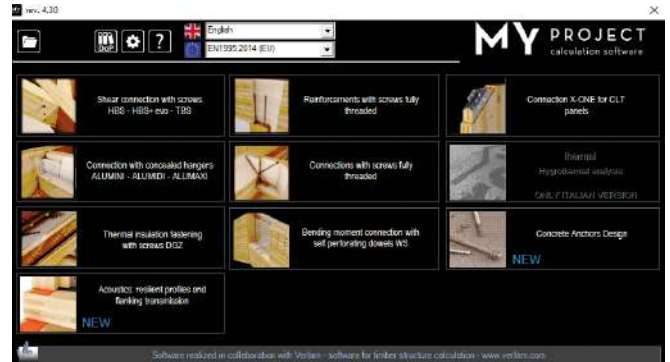 rev. 4.30
English
EN1995:2014 (EU)
DoP
?
MY PROJECT
calculation software
Shear connection with screws
HBS - HBS+ evo - TBS
Reinforcements with screws fully
threaded
Connection X-ONE for CLT
panels
Connection with concealed hangers
ALUMINI - ALUMIDI - ALUMAXI
Connections with screws fully
threaded
Thermal
Hygrothermal analysis
ONLY ITALIAN VERSION
Thermal insulation fastening
with screws DGZ
Bending moment connection with
self perforating dowels WS
Concrete Anchors Design
NEW
Acoustics: resilient profiles and
flanking transmission
NEW
Software realized in collaboration with Verlam - software for timber structure calculation - www.verlam.com